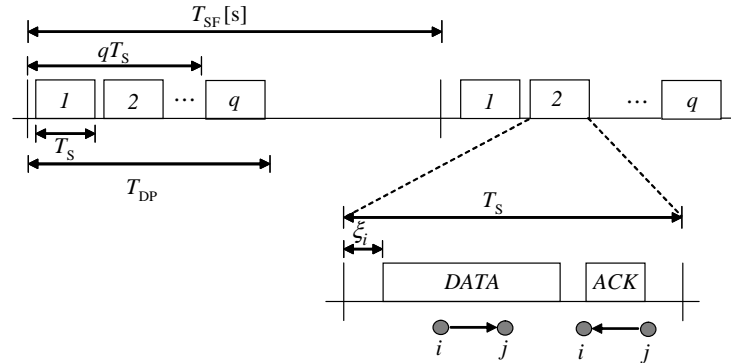 T_SF [s]
qT_S
1 2 ... q 1 2 ... q
T_S
T_DP
T_S
ξ_i
DATA ACK
i j i j